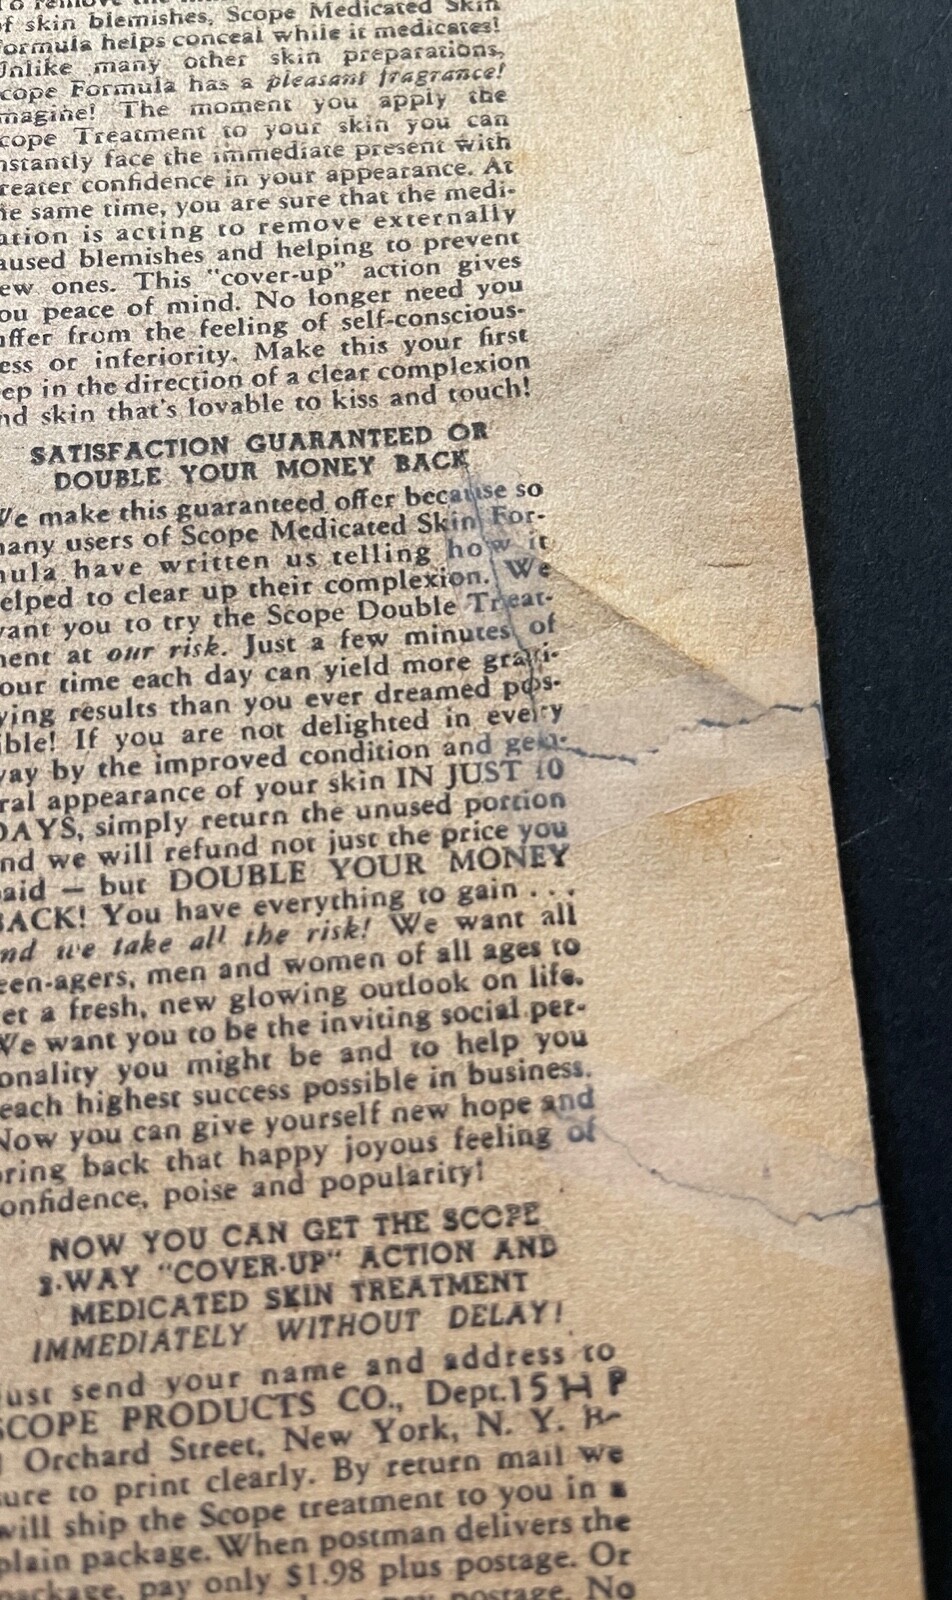 of skin blemishes, Scope Medicated Skin
formula helps conceal while it medicates!
Unlike many other skin preparations,
cope Formula has a pleasant fragrance!
magine! The moment you apply the
cope Treatment to your skin you can
nstantly face the immediate present with
reater confidence in your appearance. At
he same time, you are sure that the medi-
ation is acting to remove externally
aused blemishes and helping to prevent
ew ones. This "cover-up" action gives
ou peace of mind. No longer need you
uffer from the feeling of self-conscious-
ess or inferiority. Make this your first
ep in the direction of a clear complexion
nd skin that's lovable to kiss and touch!
SATISFACTION GUARANTEED OR
DOUBLE YOUR MONEY BACK
We make this guaranteed offer because so
many users of Scope Medicated Skin For-
mula have written us telling how it
elped to clear up their complexion. We
want you to try the Scope Double Treat-
ment at our risk. Just a few minutes of
our time each day can yield more grati-
ying results than you ever dreamed pos-
ible! If you are not delighted in every
way by the improved condition and gen-
ral appearance of your skin IN JUST 10
DAYS, simply return the unused portion
nd we will refund not just the price you
paid — but DOUBLE YOUR MONEY
BACK! You have everything to gain . . .
nd we take all the risk! We want all
een-agers, men and women of all ages to
et a fresh, new glowing outlook on life.
We want you to be the inviting social per-
onality you might be and to help you
each highest success possible in business.
Now you can give yourself new hope and
bring back that happy joyous feeling of
onfidence, poise and popularity!
NOW YOU CAN GET THE SCOPE
2-WAY "COVER-UP" ACTION AND
MEDICATED SKIN TREATMENT
IMMEDIATELY WITHOUT DELAY!
Just send your name and address to
SCOPE PRODUCTS CO., Dept. 15 H P
Orchard Street, New York, N. Y. B-
ure to print clearly. By return mail we
will ship the Scope treatment to you in a
plain package. When postman delivers the
package, pay only $1.98 plus postage. Or
postage. No